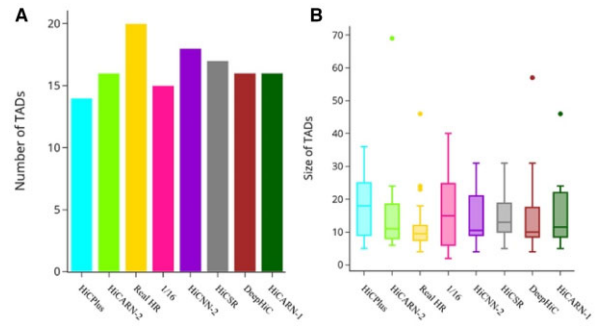 A
Number of TADs
20
15
10
5
0
HiCPlus
HiCARN-2
Real HR
1/16
HiCNN-2
HiCSR
DeepHiC
HiCARN-1
B
Size of TADs
70
60
50
40
30
20
10
0
HiCPlus
HiCARN-2
Real HR
1/16
HiCNN-2
HiCSR
DeepHiC
HiCARN-1